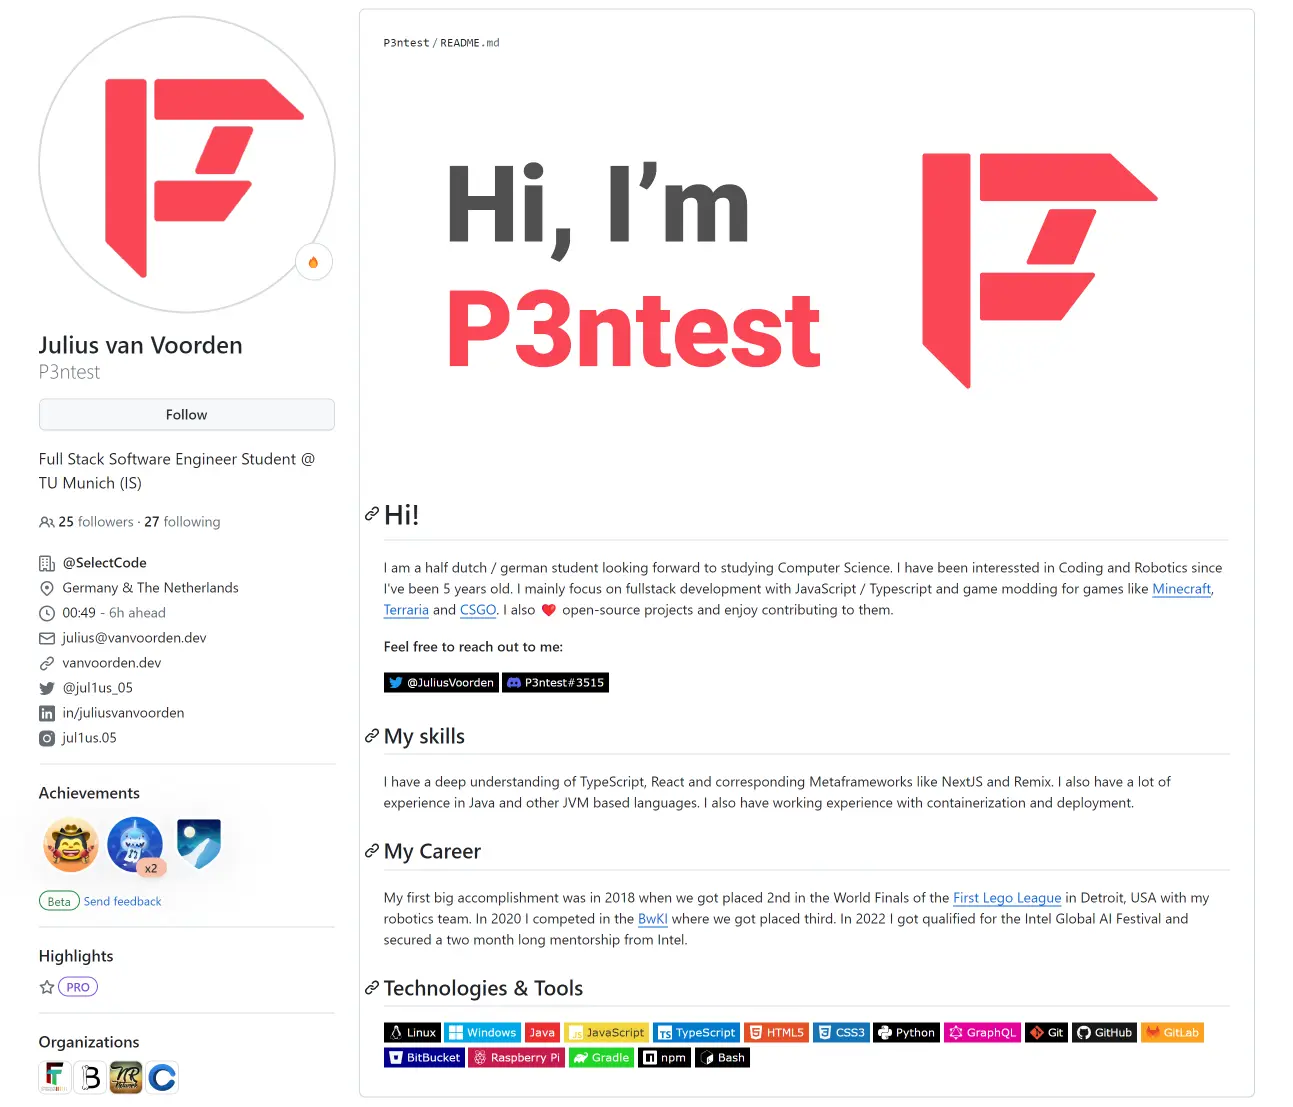 Julius van Voorden
P3ntest
Follow
Full Stack Software Engineer Student @
TU Munich (IS)
25 followers · 27 following
@SelectCode
Germany & The Netherlands
00:49 - 6h ahead
julius@vanvoorden.dev
vanvoorden.dev
@jul1us_05
in/juliusvanvoorden
jul1us.05
Achievements
x2
Beta Send feedback
Highlights
PRO
Organizations
P3ntest / README.md
Hi, I’m
P3ntest
Hi!
I am a half dutch / german student looking forward to studying Computer Science. I have been interessted in Coding and Robotics since
I've been 5 years old. I mainly focus on fullstack development with JavaScript / Typescript and game modding for games like Minecraft,
Terraria and CSGO. I also ❤️ open-source projects and enjoy contributing to them.
Feel free to reach out to me:
@JuliusVoorden P3ntest#3515
My skills
I have a deep understanding of TypeScript, React and corresponding Metaframeworks like NextJS and Remix. I also have a lot of
experience in Java and other JVM based languages. I also have working experience with containerization and deployment.
My Career
My first big accomplishment was in 2018 when we got placed 2nd in the World Finals of the First Lego League in Detroit, USA with my
robotics team. In 2020 I competed in the BwKI where we got placed third. In 2022 I got qualified for the Intel Global AI Festival and
secured a two month long mentorship from Intel.
Technologies & Tools
Linux Windows Java JavaScript TypeScript HTML5 CSS3 Python GraphQL Git GitHub GitLab
BitBucket Raspberry Pi Gradle npm Bash